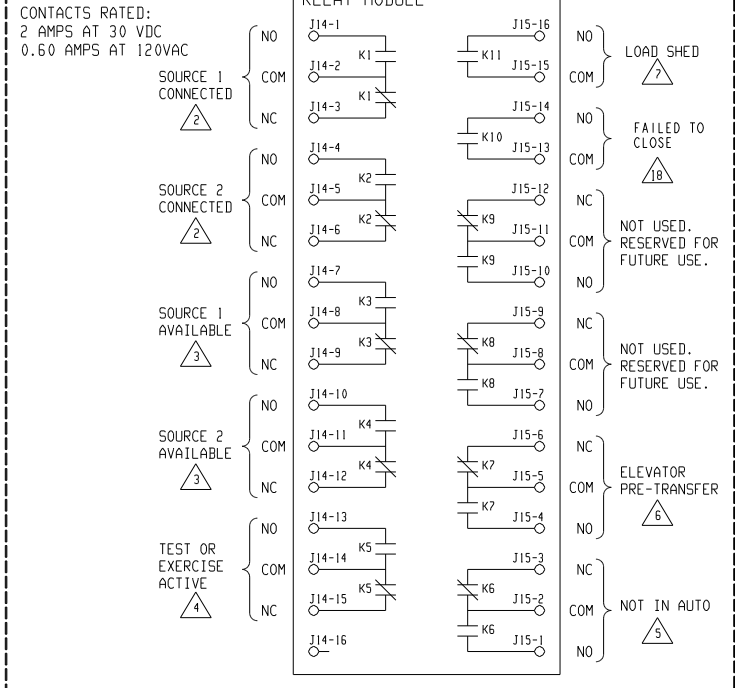 RELAY MODULE
CONTACTS RATED:
2 AMPS AT 30 VDC
0.60 AMPS AT 120VAC
SOURCE 1
CONNECTED
2
NO
COM
NC
J14-1
J14-2
J14-3
K1
K1
SOURCE 2
CONNECTED
2
NO
COM
NC
J14-4
J14-5
J14-6
K2
K2
SOURCE 1
AVAILABLE
3
NO
COM
NC
J14-7
J14-8
J14-9
K3
K3
SOURCE 2
AVAILABLE
3
NO
COM
NC
J14-10
J14-11
J14-12
K4
K4
TEST OR
EXERCISE
ACTIVE
4
NO
COM
NC
J14-13
J14-14
J14-15
K5
K5
J14-16
J15-16
J15-15
K11
NO
COM
LOAD SHED
7
J15-14
J15-13
K10
NO
COM
FAILED TO
CLOSE
18
J15-12
J15-11
J15-10
K9
K9
NC
COM
NO
NOT USED.
RESERVED FOR
FUTURE USE.
J15-9
J15-8
J15-7
K8
K8
NC
COM
NO
NOT USED.
RESERVED FOR
FUTURE USE.
J15-6
J15-5
J15-4
K7
K7
NC
COM
NO
ELEVATOR
PRE-TRANSFER
6
J15-3
J15-2
J15-1
K6
K6
NC
COM
NO
NOT IN AUTO
5